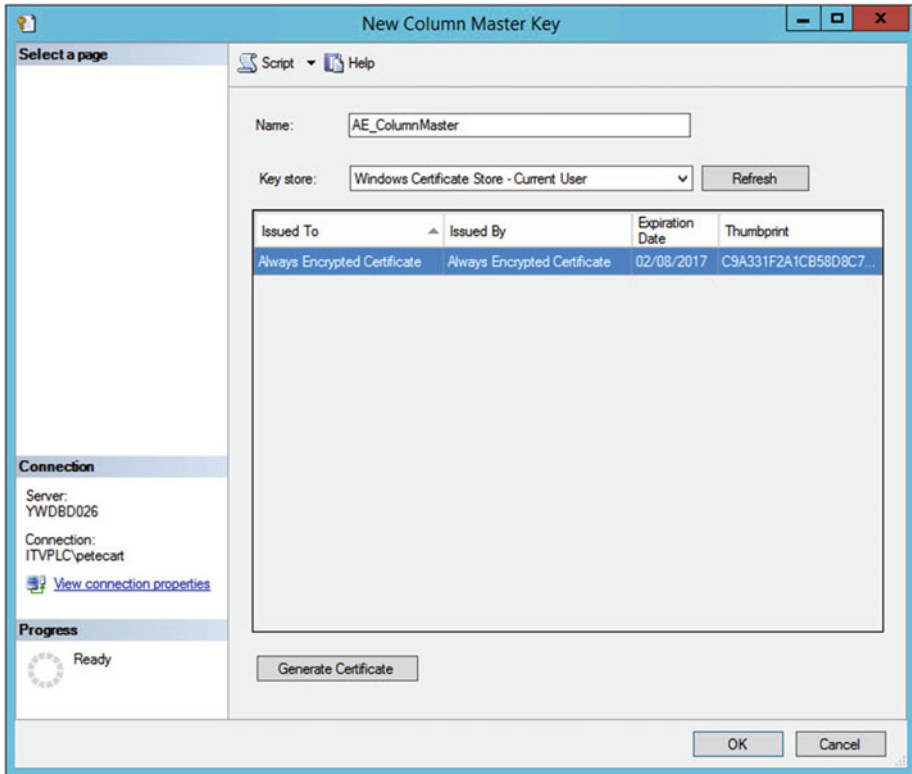 New Column Master Key
Select a page
Script
Help
Name:
AE_ColumnMaster
Key store:
Windows Certificate Store - Current User
Refresh
Issued To
Issued By
Expiration
Date
Thumbprint
Always Encrypted Certificate
Always Encrypted Certificate
02/08/2017
C9A331F2A1CB58D8C7...
Connection
Server:
YWDBD026
Connection:
ITVPLC\petecart
View connection properties
Progress
Ready
Generate Certificate
OK
Cancel